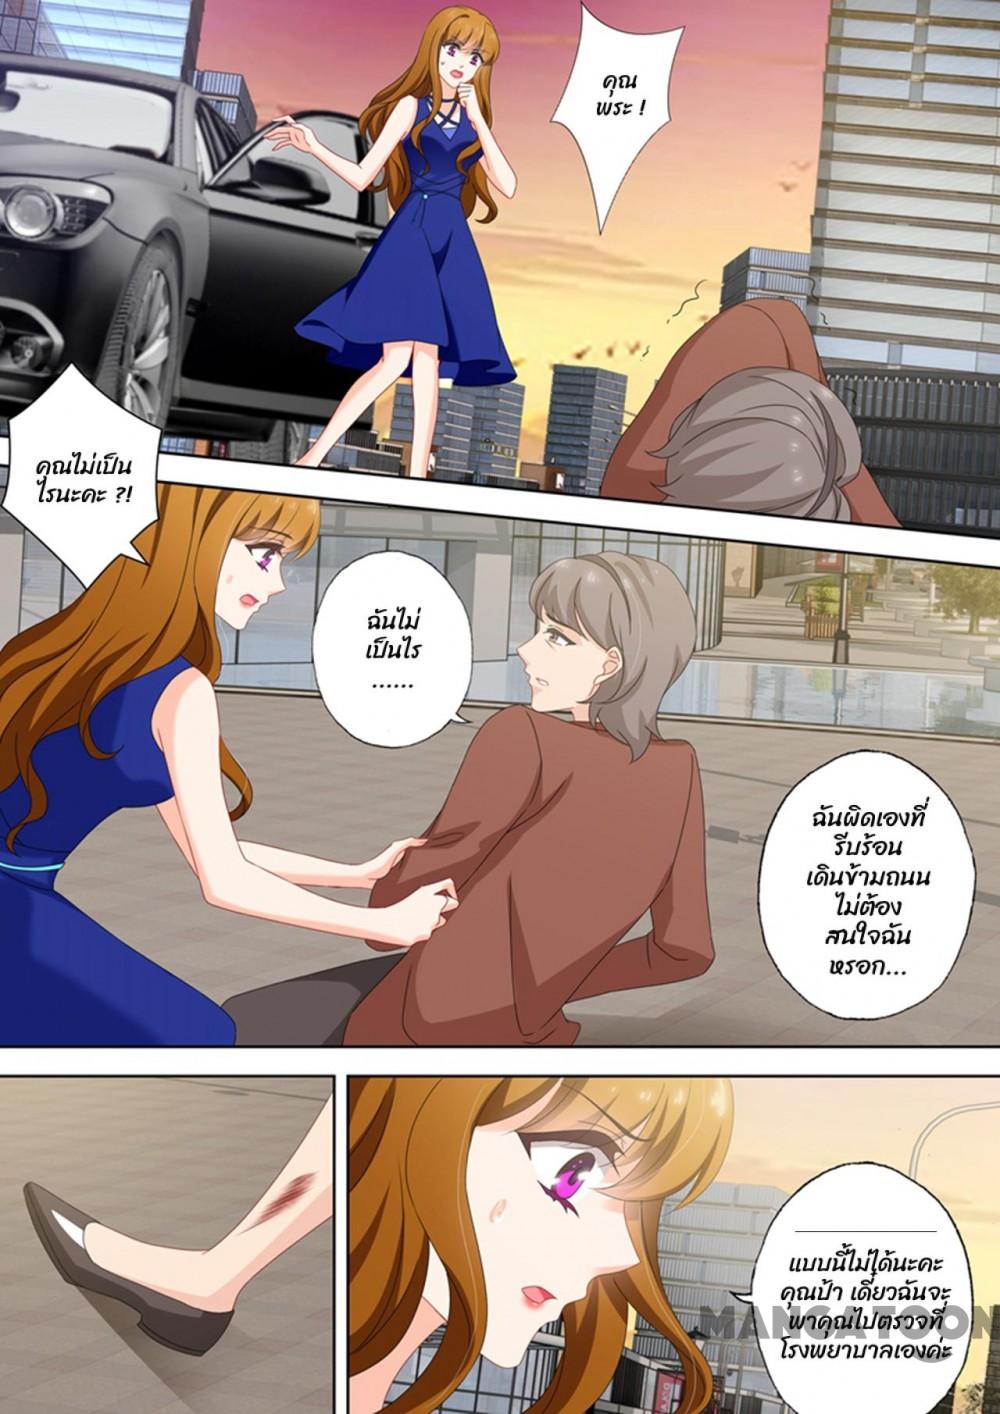 คุณ
พระ !
คุณไม่เป็น
ไรนะคะ ?!
ฉันไม่
เป็นไร
......
ฉันผิดเองที่
รีบร้อน
เดินข้ามถนน
ไม่ต้อง
สนใจฉัน
หรอก...
แบบนี้ไม่ได้นะคะ
คุณป้า เดี๋ยวฉันจะ
พาคุณไปตรวจที่
โรงพยาบาลเองค่ะ
MANGATOON